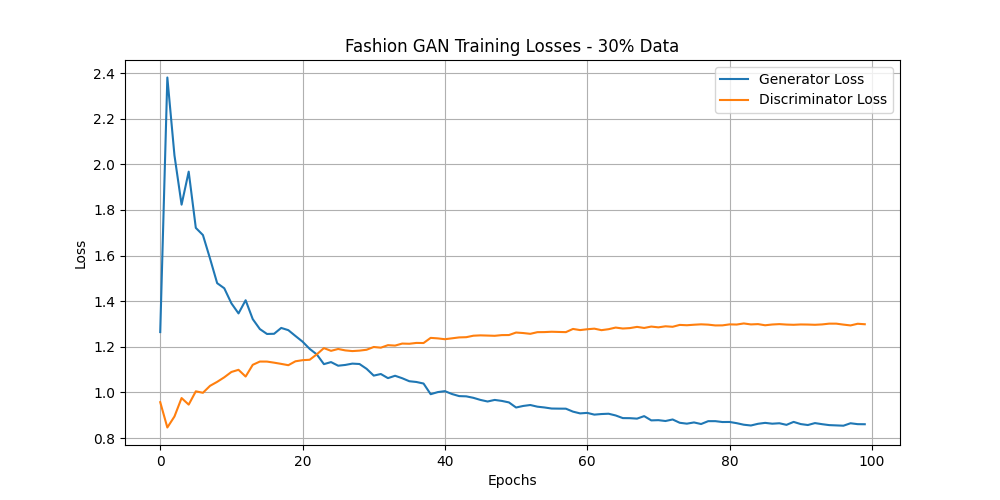 Fashion GAN Training Losses - 30% Data
Generator Loss
Discriminator Loss
Loss
2.4
2.2
2.0
1.8
1.6
1.4
1.2
1.0
0.8
0 20 40 60 80 100
Epochs